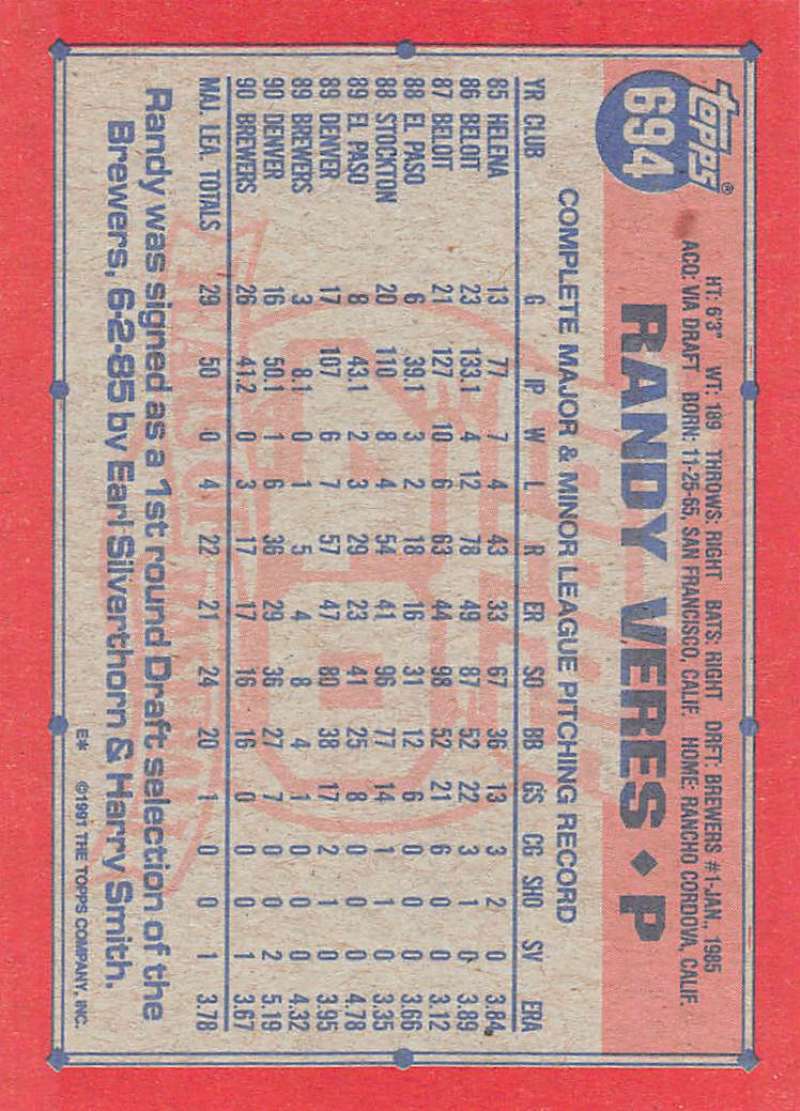 topps®
694
HT: 6'3" WT: 189 THROWS: RIGHT BATS: RIGHT DRFT: BREWERS #1-JAN., 1985
ACQ: VIA DRAFT BORN: 11-25-65, SAN FRANCISCO, CALIF. HOME: RANCHO CORDOVA, CALIF.
RANDY VERES ◆ P
COMPLETE MAJOR & MINOR LEAGUE PITCHING RECORD
YR CLUB G IP W L R ER SO BB GS CG SHO SV ERA
85 HELENA 13 77 7 4 43 33 67 36 13 3 2 0 3.84
86 BELOIT 23 133.1 4 12 78 49 87 52 22 3 1 0 3.89
87 BELOIT 21 127 10 6 63 44 98 52 21 6 0 0 3.12
88 EL PASO 6 39.1 3 2 18 16 31 12 6 1 0 0 3.66
88 STOCKTON 20 110 8 4 54 41 96 77 14 1 1 0 3.35
89 EL PASO 8 43.1 2 3 29 23 41 25 8 0 0 0 4.78
89 DENVER 17 107 6 7 57 47 80 38 17 2 1 0 3.95
89 BREWERS 3 8.1 0 1 5 4 8 4 1 0 0 0 4.32
90 DENVER 16 50.1 1 6 36 29 36 27 7 0 0 2 5.19
90 BREWERS 26 41.2 0 3 17 17 16 16 0 0 0 1 3.67
MAJ. LEA. TOTALS 29 50 0 4 22 21 24 20 1 0 0 1 3.78
Randy was signed as a 1st round Draft selection of the
Brewers, 6-2-85 by Earl Silverthorn & Harry Smith.
E* ©1991 THE TOPPS COMPANY, INC.